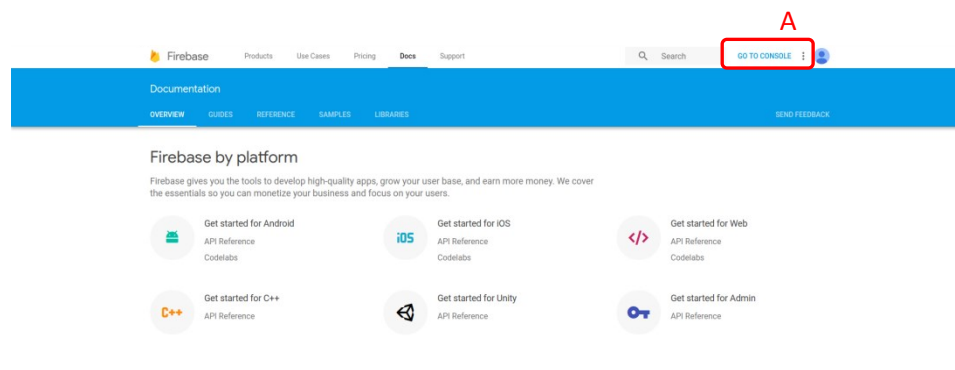 A
Firebase Products Use Cases Pricing Docs Support Search GO TO CONSOLE
Documentation
OVERVIEW GUIDES REFERENCE SAMPLES LIBRARIES SEND FEEDBACK
Firebase by platform
Firebase gives you the tools to develop high-quality apps, grow your user base, and earn more money. We cover
the essentials so you can monetize your business and focus on your users.
Get started for Android
API Reference
Codelabs
iOS
Get started for iOS
API Reference
Codelabs
</>
Get started for Web
API Reference
Codelabs
C++
Get started for C++
API Reference
Get started for Unity
API Reference
Get started for Admin
API Reference